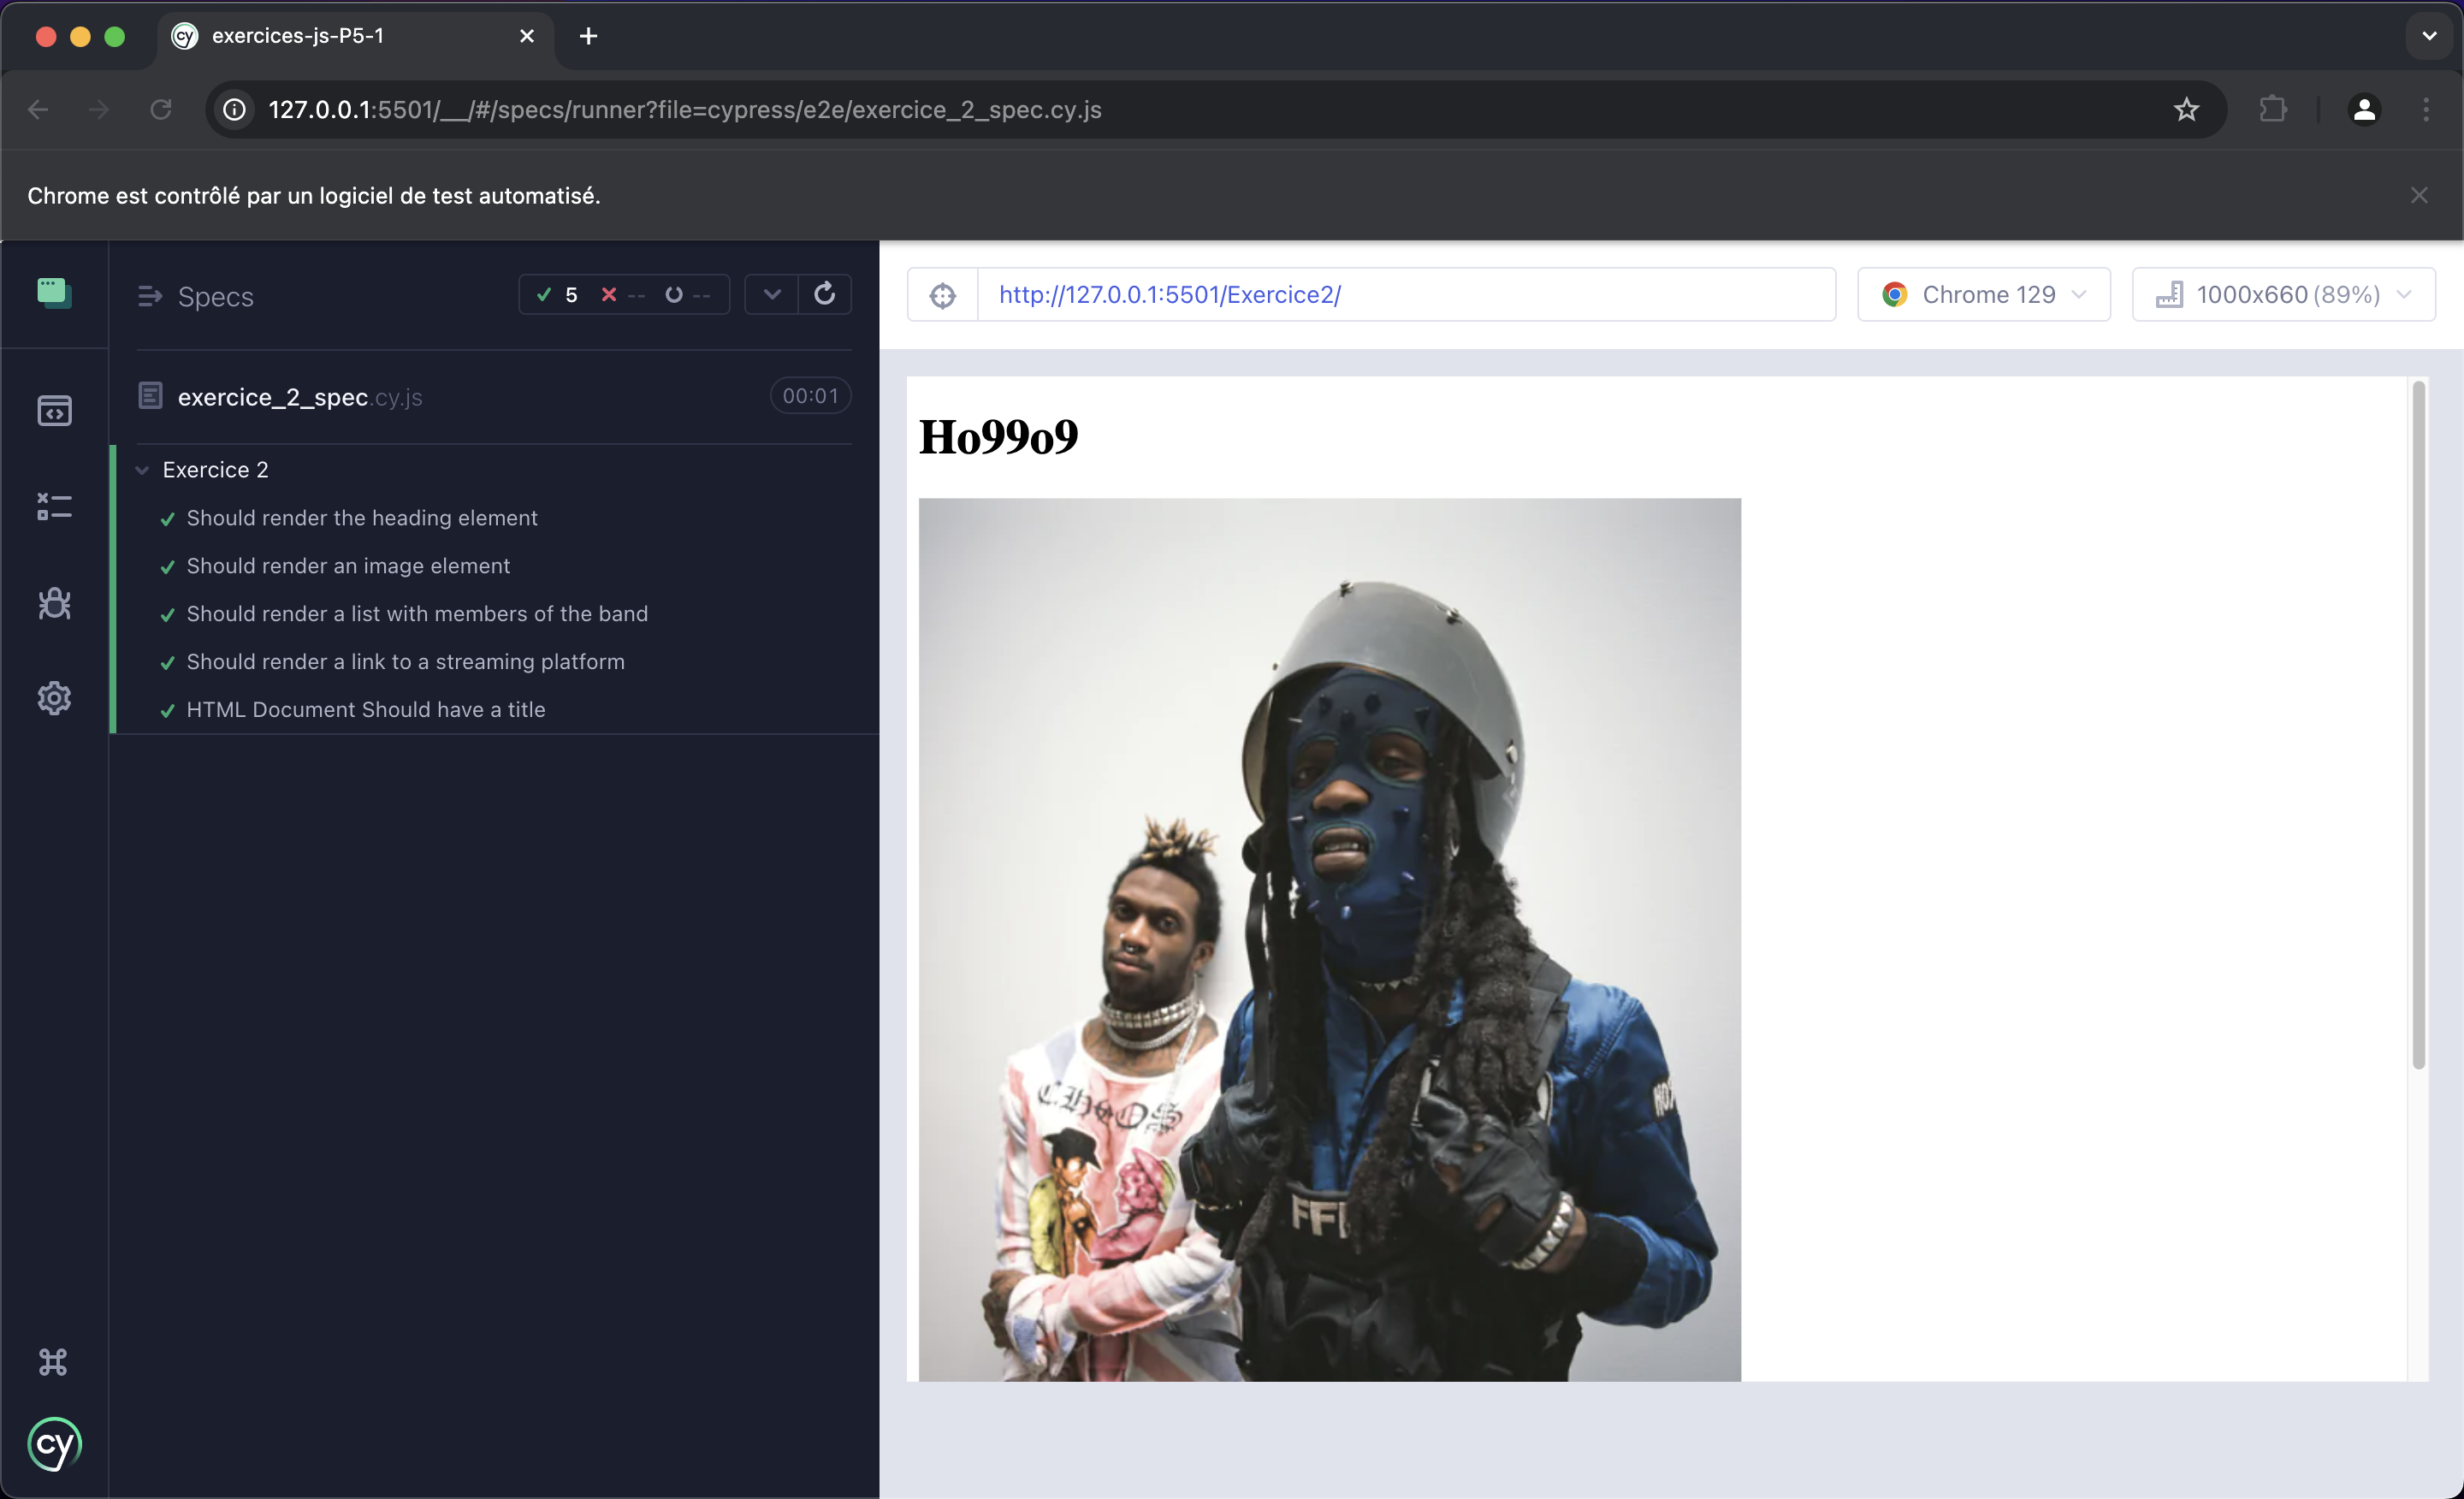 exercices-js-P5-1
127.0.0.1:5501/__/#/specs/runner?file=cypress/e2e/exercice_2_spec.cy.js
Chrome est contrôlé par un logiciel de test automatisé.
Specs
5 -- --
exercice_2_spec.cy.js
00:01
Exercice 2
Should render the heading element
Should render an image element
Should render a list with members of the band
Should render a link to a streaming platform
HTML Document Should have a title
cy
http://127.0.0.1:5501/Exercice2/
Chrome 129
1000x660 (89%)
Ho99o9
CHAOS